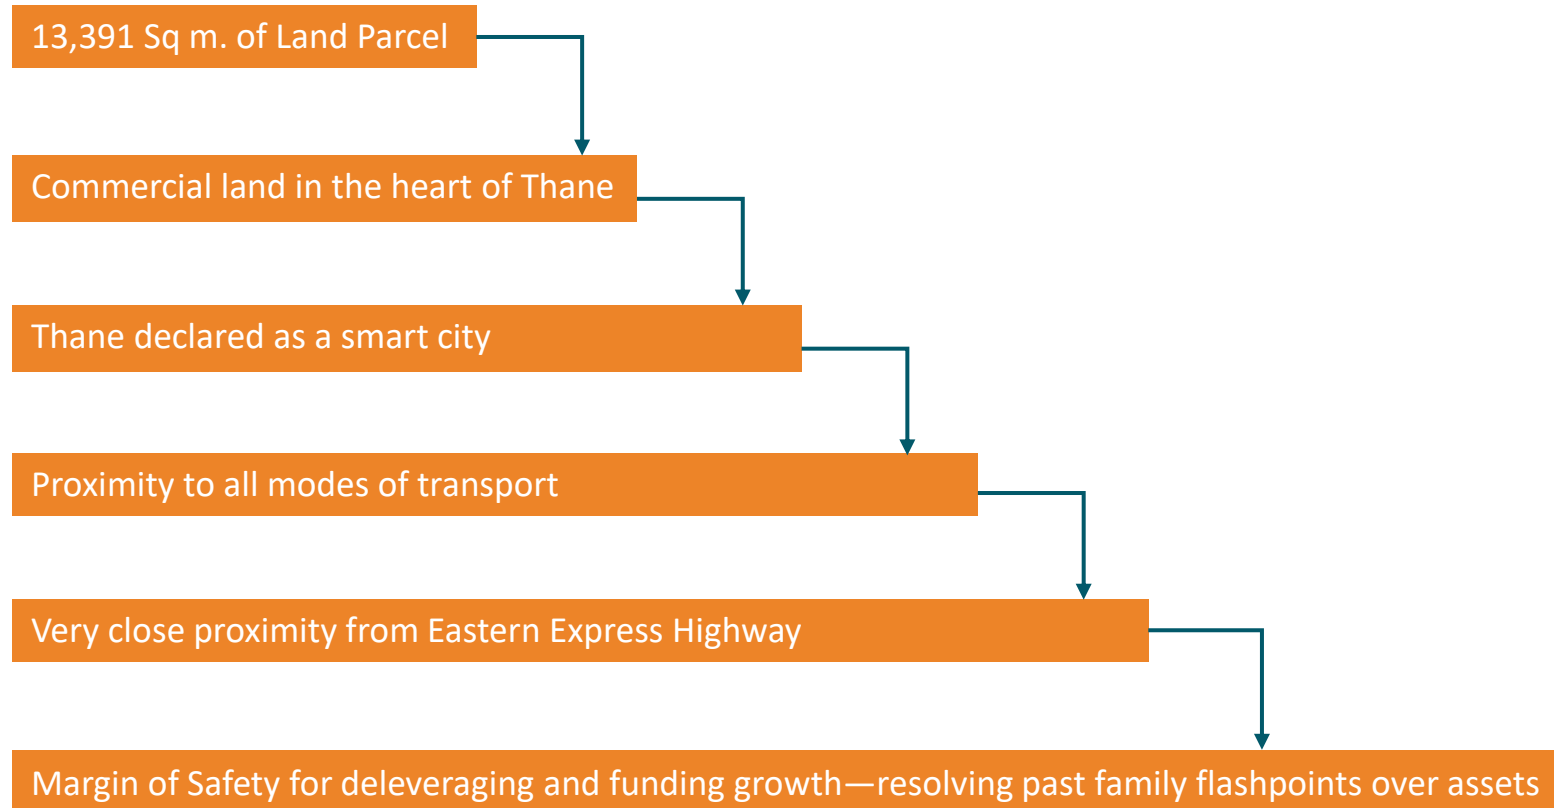 13,391 Sq m. of Land Parcel
Commercial land in the heart of Thane
Thane declared as a smart city
Proximity to all modes of transport
Very close proximity from Eastern Express Highway
Margin of Safety for deleveraging and funding growth—resolving past family flashpoints over assets